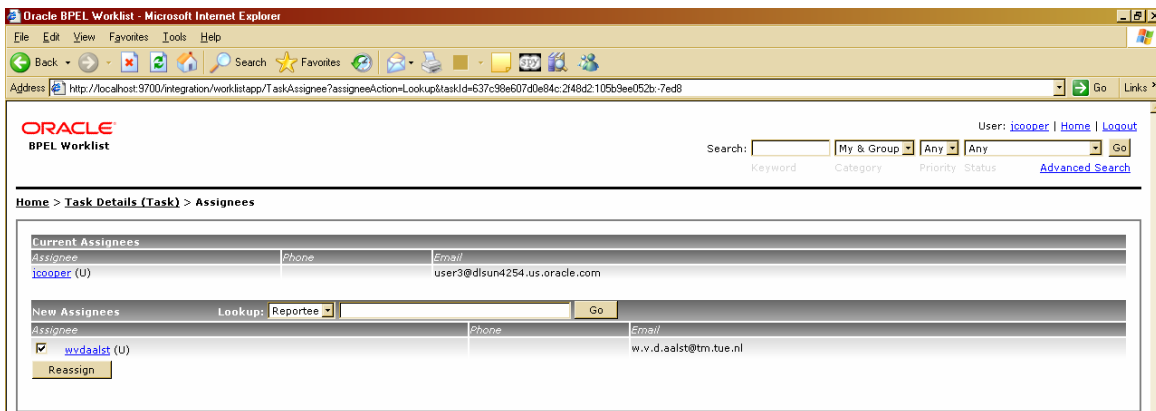 Oracle BPEL Worklist - Microsoft Internet Explorer
File Edit View Favorites Tools Help
Back Search Favorites SPY
Address http://localhost:9700/integration/worklistapp/TaskAssignee?assigneeAction=Lookup&taskId=637c98e607d0e84c:2f48d2:105b9ee052b:-7ed8 Go Links »
ORACLE
User: jcooper | Home | Logout
BPEL Worklist
Search: My & Group Any Any Go
Keyword Category Priority Status Advanced Search
Home > Task Details (Task) > Assignees
Current Assignees
Assignee Phone Email
jcooper (U) user3@dlsun4254.us.oracle.com
New Assignees Lookup: Reportee Go
Assignee Phone Email
wvdaalst (U) w.v.d.aalst@tm.tue.nl
Reassign